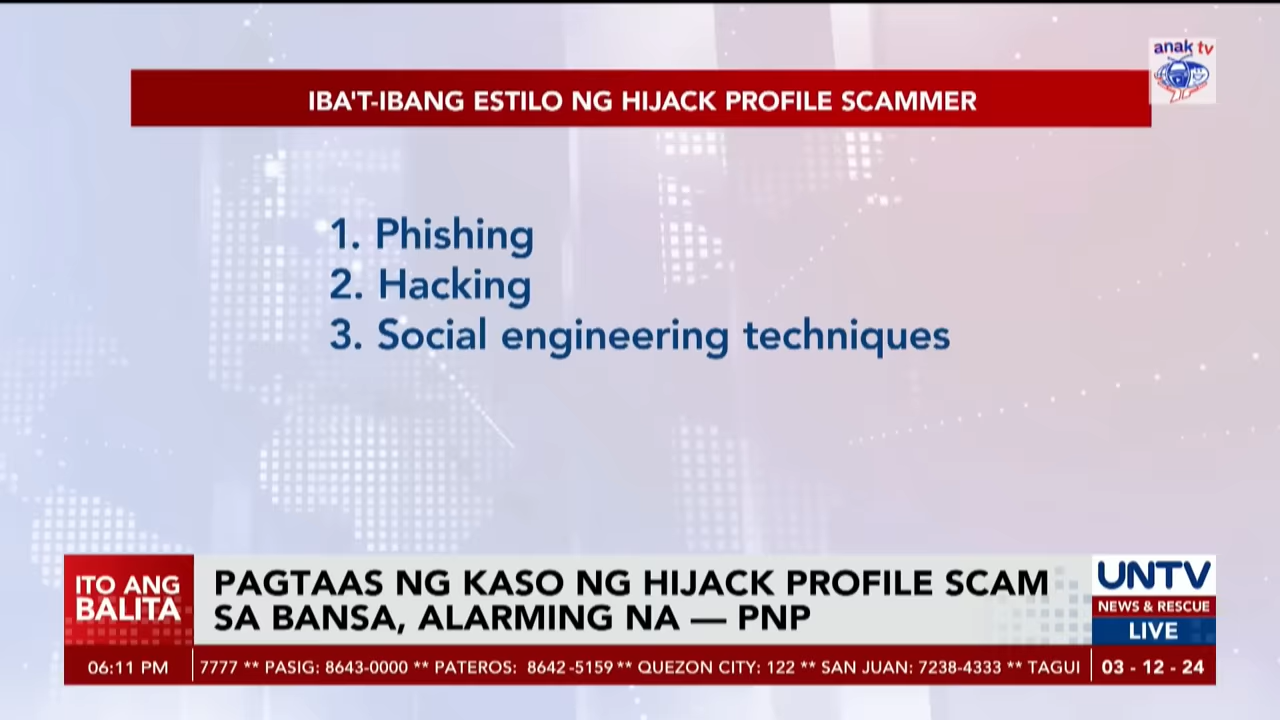 anak tv
IBA'T-IBANG ESTILO NG HIJACK PROFILE SCAMMER
1. Phishing
2. Hacking
3. Social engineering techniques
ITO ANG
BALITA
PAGTAAS NG KASO NG HIJACK PROFILE SCAM
SA BANSA, ALARMING NA — PNP
UNTV
NEWS & RESCUE
LIVE
06:11 PM
7777 ** PASIG: 8643-0000 ** PATEROS: 8642-5159 ** QUEZON CITY: 122 ** SAN JUAN: 7238-4333 ** TAGUI
03 - 12 - 24